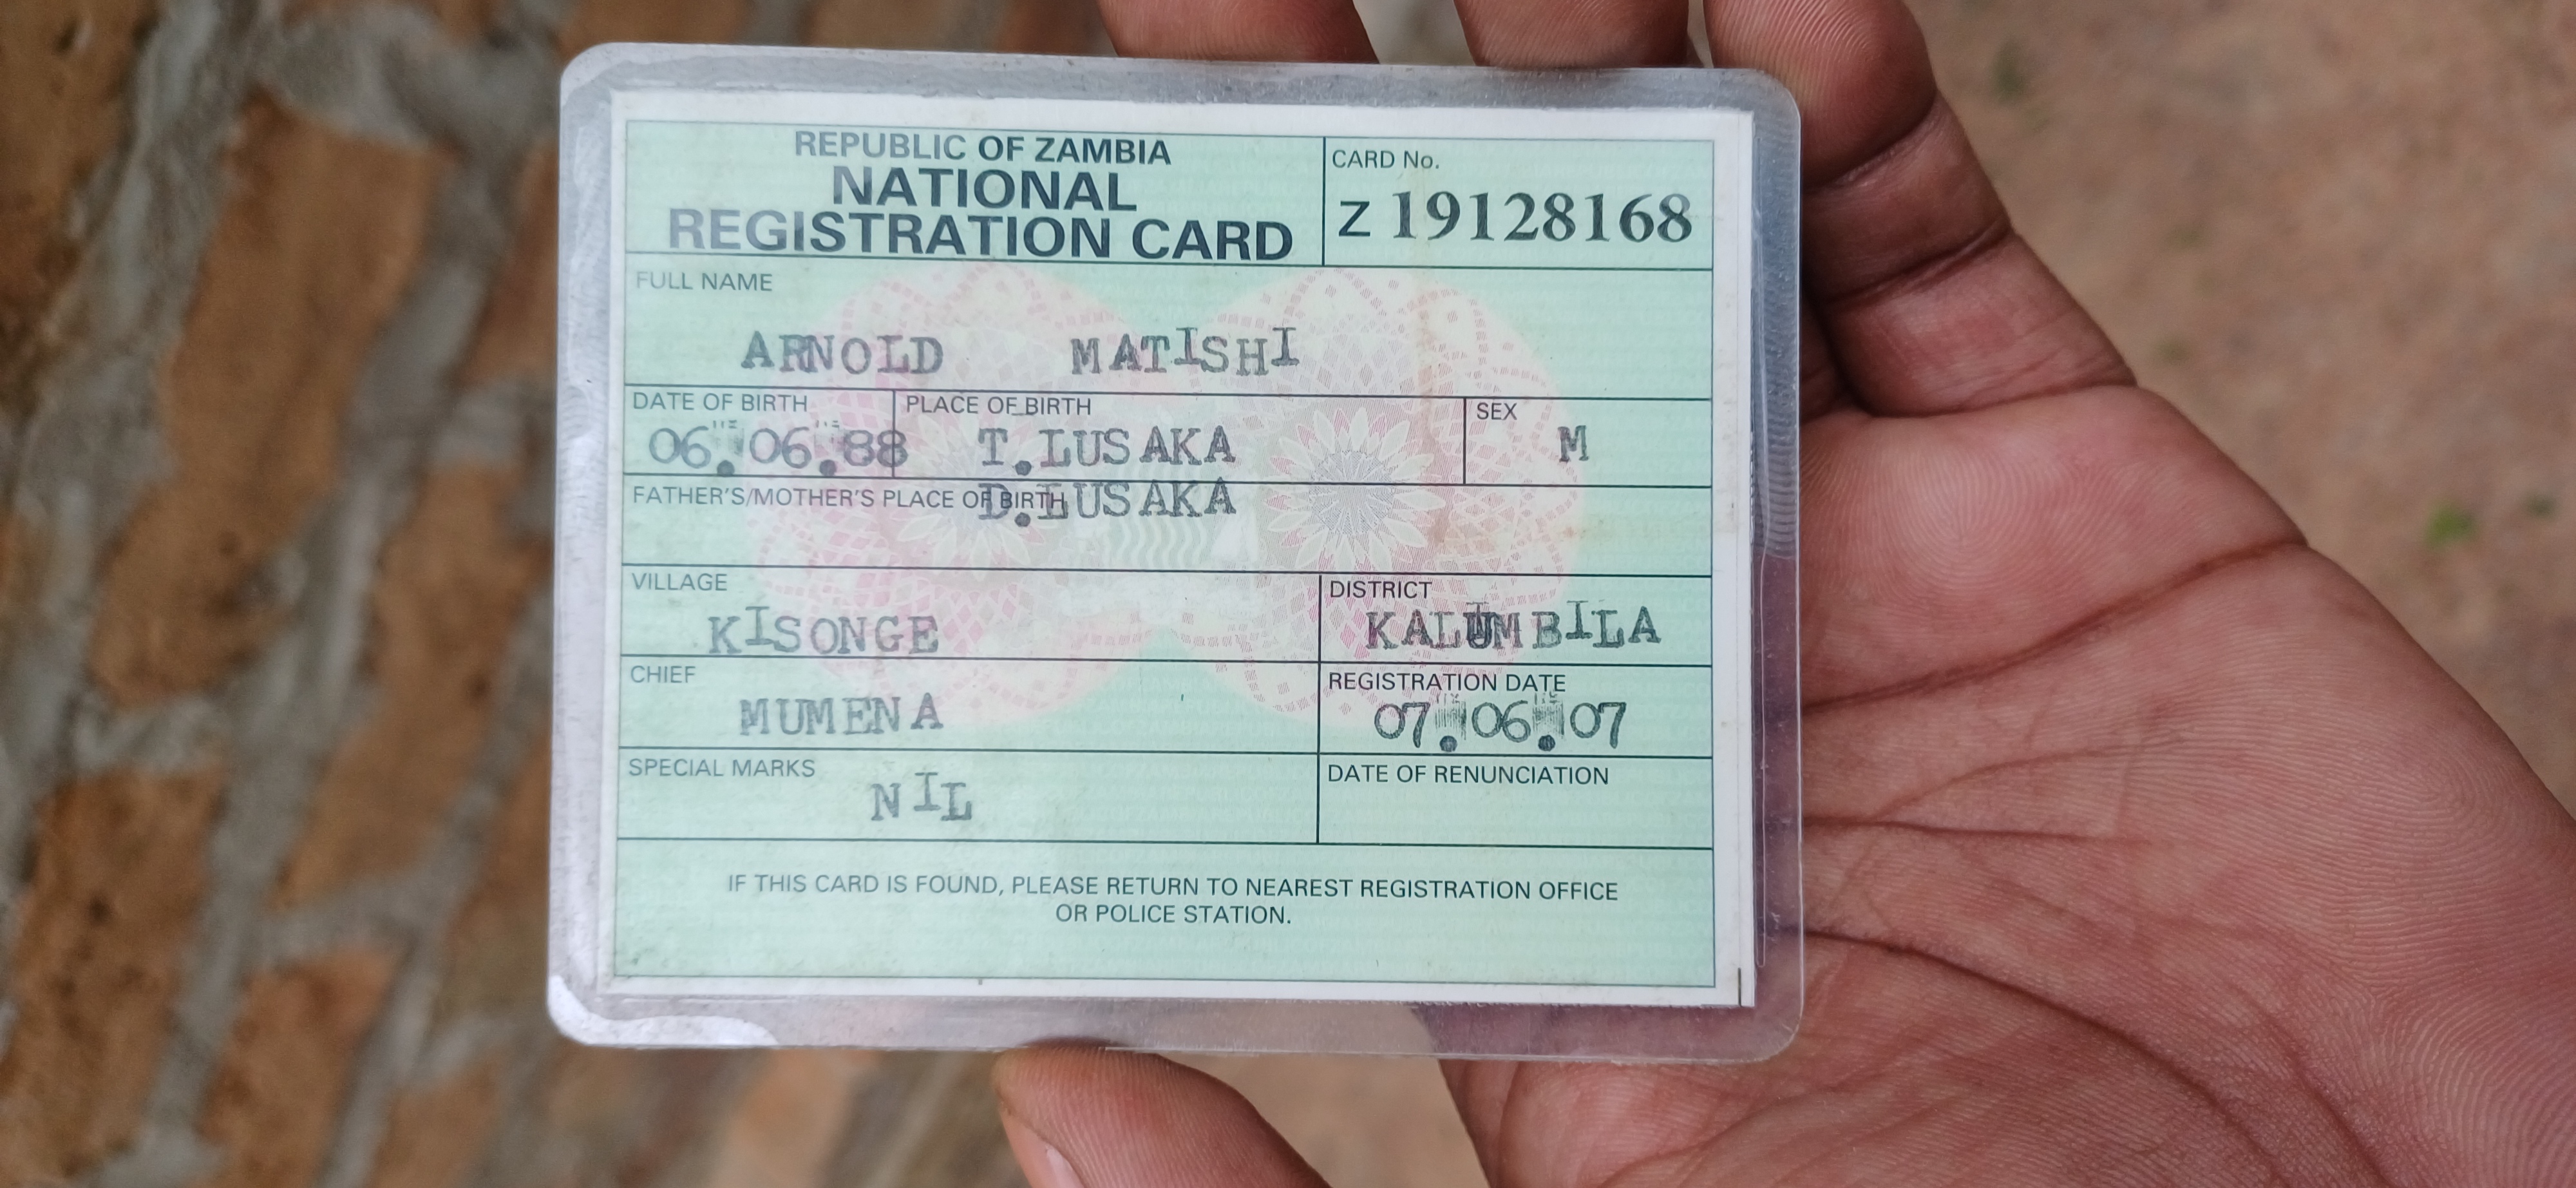 REPUBLIC OF ZAMBIA
NATIONAL
REGISTRATION CARD
CARD No.
Z 19128168
FULL NAME
ARNOLD MATISHI
DATE OF BIRTH
06.06.88
PLACE OF BIRTH
T.LUSAKA
D.LUSAKA
SEX
M
FATHER'S/MOTHER'S PLACE OF BIRTH
VILLAGE
KISONGE
DISTRICT
KALUMBILA
CHIEF
MUMENA
REGISTRATION DATE
07.06.07
SPECIAL MARKS
NIL
DATE OF RENUNCIATION
IF THIS CARD IS FOUND, PLEASE RETURN TO NEAREST REGISTRATION OFFICE
OR POLICE STATION.